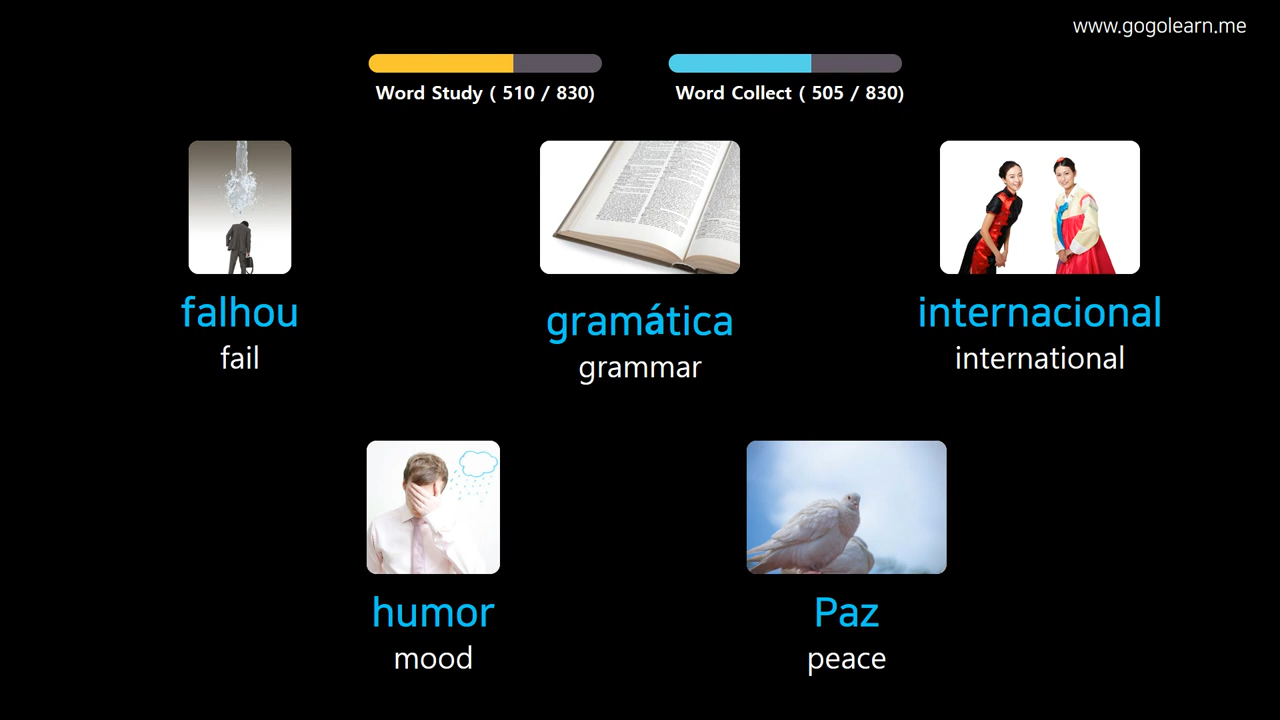 www.gogolearn.me
Word Study ( 510 / 830)
Word Collect ( 505 / 830)
falhou
fail
gramática
grammar
internacional
international
humor
mood
Paz
peace